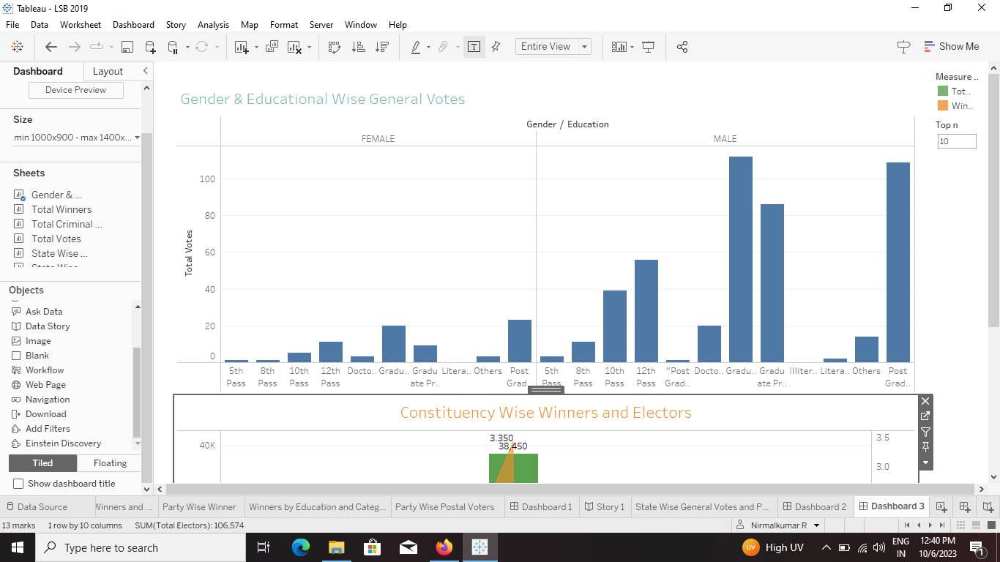 Tableau - LSB 2019
File Data Worksheet Dashboard Story Analysis Map Format Server Window Help
Entire View
Show Me
Dashboard Layout
Device Preview
Size
min 1000x900 - max 1400x...
Sheets
Gender & ...
Total Winners
Total Criminal ...
Total Votes
State Wise ...
State Wise
Objects
Ask Data
Data Story
Image
Blank
Workflow
Web Page
Navigation
Download
Add Filters
Einstein Discovery
Tiled Floating
Show dashboard title
Gender & Educational Wise General Votes
Gender / Education
FEMALE MALE
Total Votes
100
80
60
40
20
0
5th Pass
8th Pass
10th Pass
12th Pass
Docto..
Gradu..
Gradu ate Pr..
Litera..
Others
Post Grad..
5th Pass
8th Pass
10th Pass
12th Pass
"Post Grad..
Docto..
Gradu..
Gradu ate Pr..
Illiter..
Litera..
Others
Post Grad..
Measure ..
Tot..
Win..
Top n
10
Constituency Wise Winners and Electors
40K
3.350
38,450
3.5
3.0
Data Source Winners and ... Party Wise Winner Winners by Education and Categ... Party Wise Postal Voters Dashboard 1 Story 1 State Wise General Votes and P... Dashboard 2 Dashboard 3
13 marks 1 row by 10 columns SUM(Total Electors): 106,574
Nirmalkumar R
Type here to search
UV High UV
ENG
IN
12:40 PM
10/6/2023
1